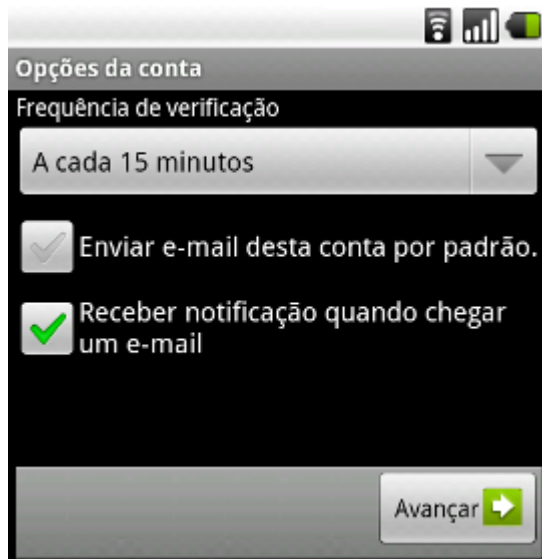 Opções da conta
Frequência de verificação
A cada 15 minutos
Enviar e-mail desta conta por padrão.
Receber notificação quando chegar
um e-mail
Avançar